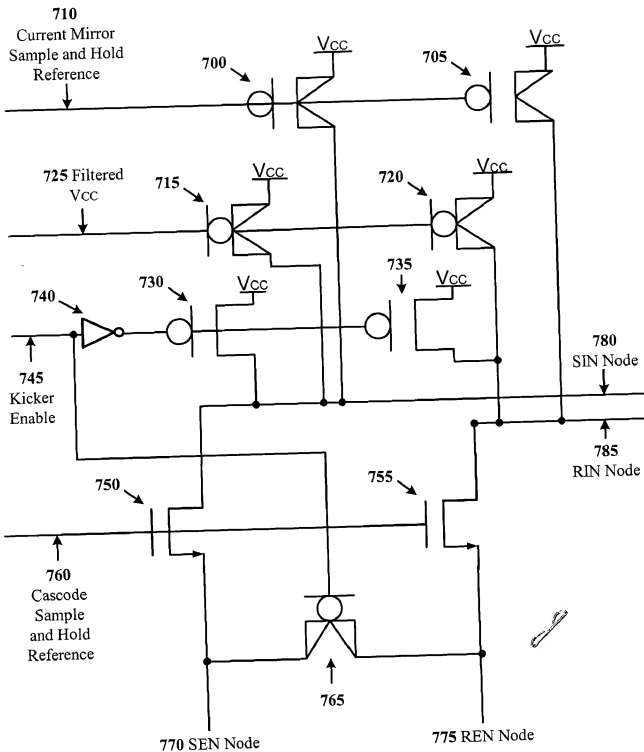 710
Current Mirror
Sample and Hold
Reference
700
VCC
705
VCC
725 Filtered
VCC
715
VCC
720
VCC
740
730
VCC
735
VCC
745
Kicker
Enable
780
SIN Node
785
RIN Node
750
755
760
Cascode
Sample
and Hold
Reference
765
770 SEN Node
775 REN Node